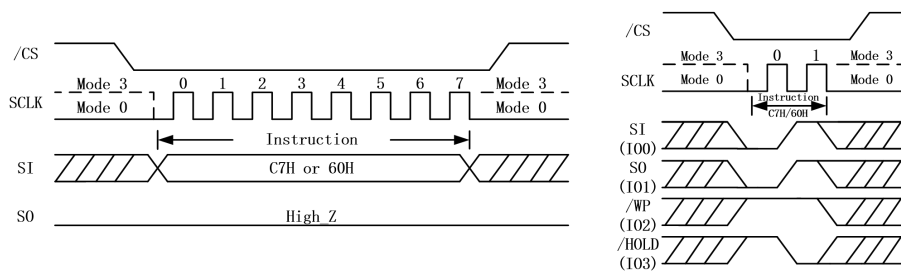 /CS
Mode 3 0 1 2 3 4 5 6 7 Mode 3
SCLK
Mode 0 Mode 0
Instruction
SI C7H or 60H
SO High_Z
/CS
Mode 3 0 1 Mode 3
SCLK Mode 0 Mode 0
Instruction
C7H/60H
SI
(IO0)
SO
(IO1)
/WP
(IO2)
/HOLD
(IO3)